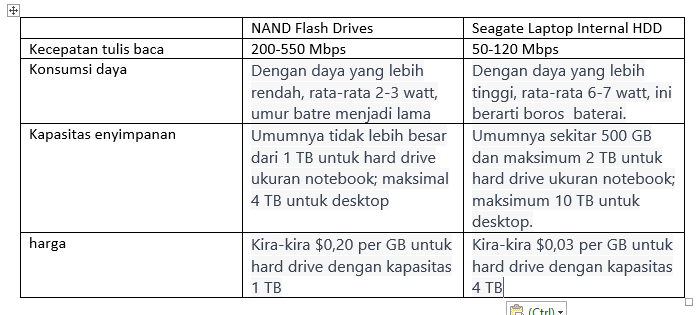 NAND Flash Drives
Seagate Laptop Internal HDD
Kecepatan tulis baca
200-550 Mbps
50-120 Mbps
Konsumsi daya
Dengan daya yang lebih
rendah, rata-rata 2-3 watt,
umur batre menjadi lama
Dengan daya yang lebih
tinggi, rata-rata 6-7 watt, ini
berarti boros  baterai.
Kapasitas enyimpanan
Umumnya tidak lebih besar
dari 1 TB untuk hard drive
ukuran notebook; maksimal
4 TB untuk desktop
Umumnya sekitar 500 GB
dan maksimum 2 TB untuk
hard drive ukuran notebook;
maksimum 10 TB untuk
desktop.
harga
Kira-kira $0,20 per GB untuk
hard drive dengan kapasitas
1 TB
Kira-kira $0,03 per GB untuk
hard drive dengan kapasitas
4 TB
(Ctrl)